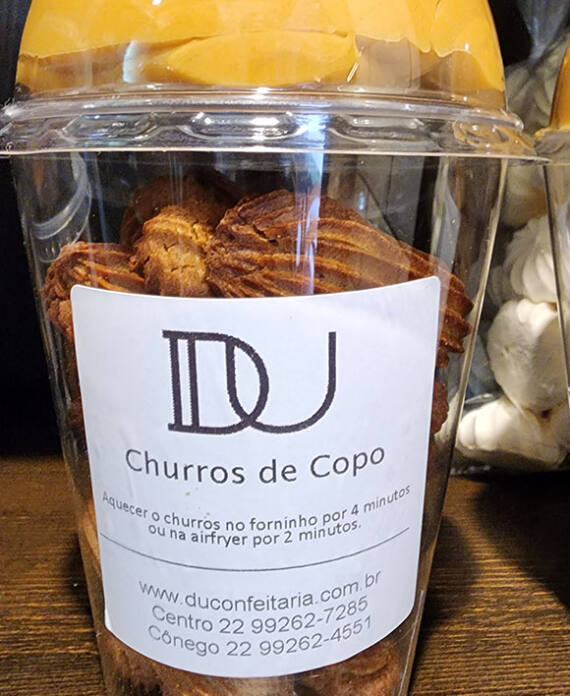 DU
Churros de Copo
Aquecer o churros no forninho por 4 minutos
ou na airfryer por 2 minutos.
www.duconfeitaria.com.br
Centro 22 99262-7285
Cônego 22 99262-4551